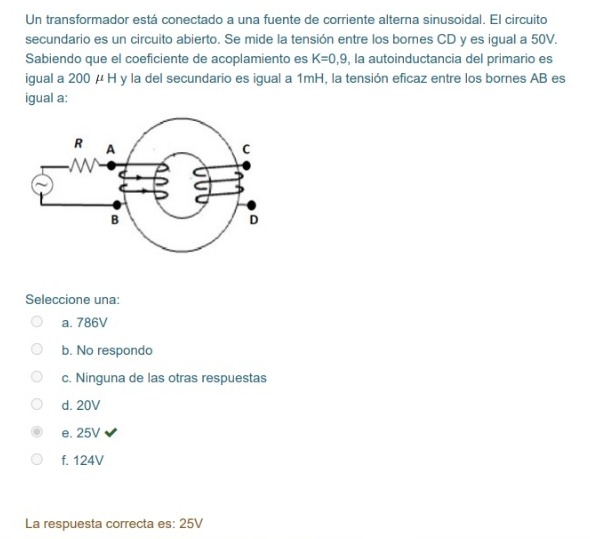 Un transformador está conectado a una fuente de corriente alterna sinusoidal. El circuito
secundario es un circuito abierto. Se mide la tensión entre los bornes CD y es igual a 50V.
Sabiendo que el coeficiente de acoplamiento es K=0,9, la autoinductancia del primario es
igual a 200 μ H y la del secundario es igual a 1mH, la tensión eficaz entre los bornes AB es
igual a:
R A C
B D
Seleccione una:
a. 786V
b. No respondo
c. Ninguna de las otras respuestas
d. 20V
e. 25V ✔
f. 124V
La respuesta correcta es: 25V